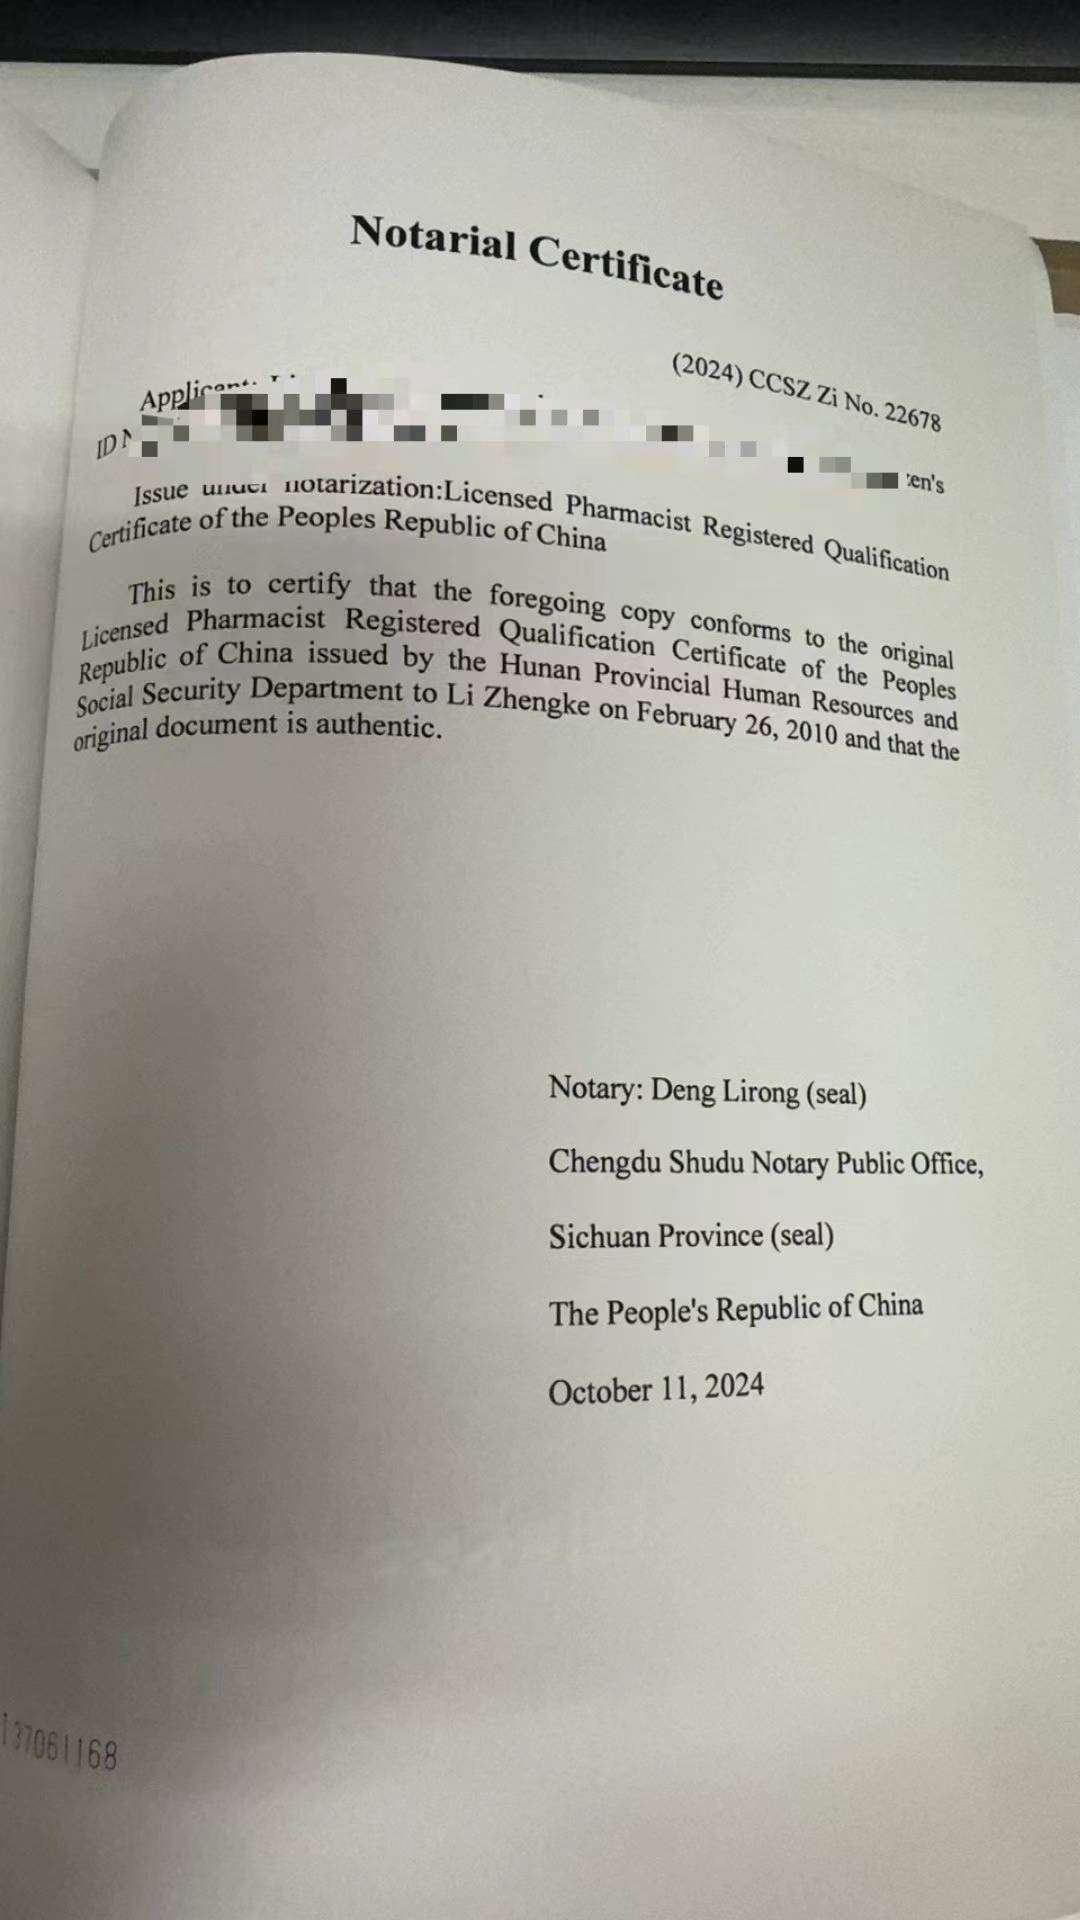 Notarial Certificate
(2024) CCSZ Zi No. 22678
Applicant:
ID
Issue under notarization:Licensed Pharmacist Registered Qualification
Certificate of the Peoples Republic of China
This is to certify that the foregoing copy conforms to the original
Licensed Pharmacist Registered Qualification Certificate of the Peoples
Republic of China issued by the Hunan Provincial Human Resources and
Social Security Department to Li Zhengke on February 26, 2010 and that the
original document is authentic.
Notary: Deng Lirong (seal)
Chengdu Shudu Notary Public Office,
Sichuan Province (seal)
The People's Republic of China
October 11, 2024
137061168